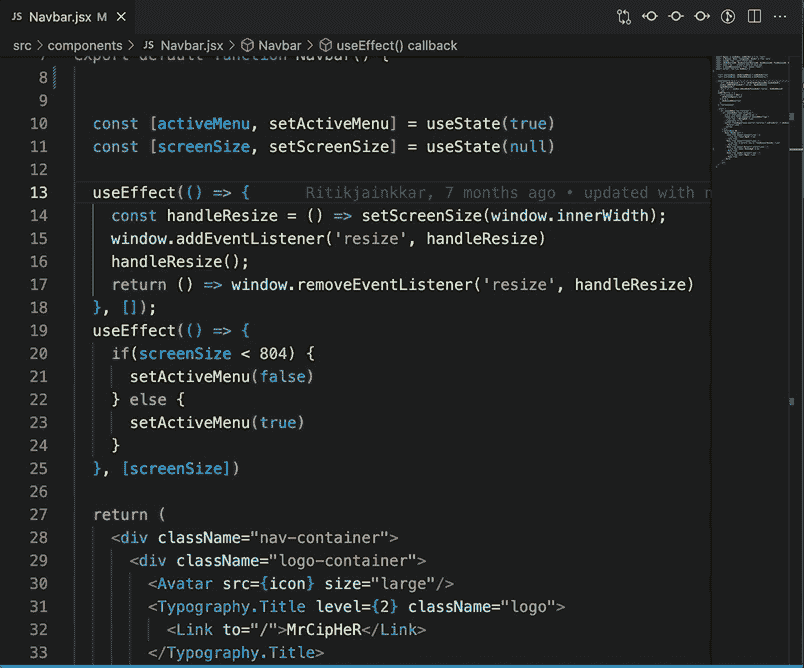 JS Navbar.jsx M ×
src > components > JS Navbar.jsx > Navbar > useEffect() callback
7 export default function Navbar() {
8
9
10 const [activeMenu, setActiveMenu] = useState(true)
11 const [screenSize, setScreenSize] = useState(null)
12
13 useEffect(() => { Ritikjainkkar, 7 months ago • updated with n
14 const handleResize = () => setScreenSize(window.innerWidth);
15 window.addEventListener('resize', handleResize)
16 handleResize();
17 return () => window.removeEventListener('resize', handleResize)
18 }, []);
19 useEffect(() => {
20 if(screenSize < 804) {
21 setActiveMenu(false)
22 } else {
23 setActiveMenu(true)
24 }
25 }, [screenSize])
26
27 return (
28 <div className="nav-container">
29 <div className="logo-container">
30 <Avatar src={icon} size="large"/>
31 <Typography.Title level={2} className="logo">
32 <Link to="/">MrCipHeR</Link>
33 </Typography.Title>